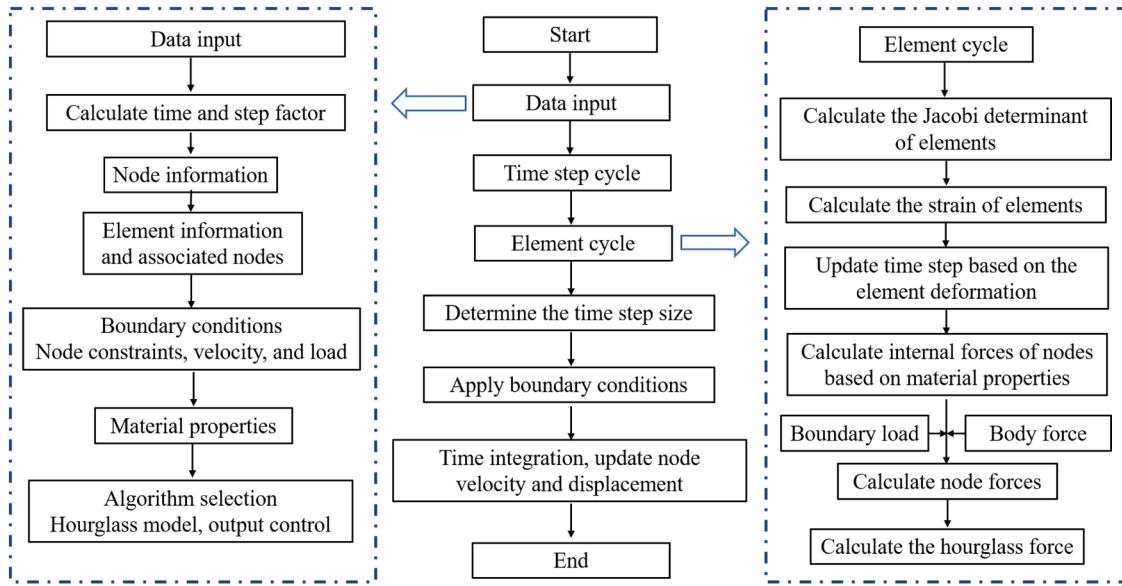 Data input
Calculate time and step factor
Node information
Element information
and associated nodes
Boundary conditions
Node constraints, velocity, and load
Material properties
Algorithm selection
Hourglass model, output control
Start
Data input
Time step cycle
Element cycle
Determine the time step size
Apply boundary conditions
Time integration, update node
velocity and displacement
End
Element cycle
Calculate the Jacobi determinant
of elements
Calculate the strain of elements
Update time step based on the
element deformation
Calculate internal forces of nodes
based on material properties
Boundary load
Body force
Calculate node forces
Calculate the hourglass force